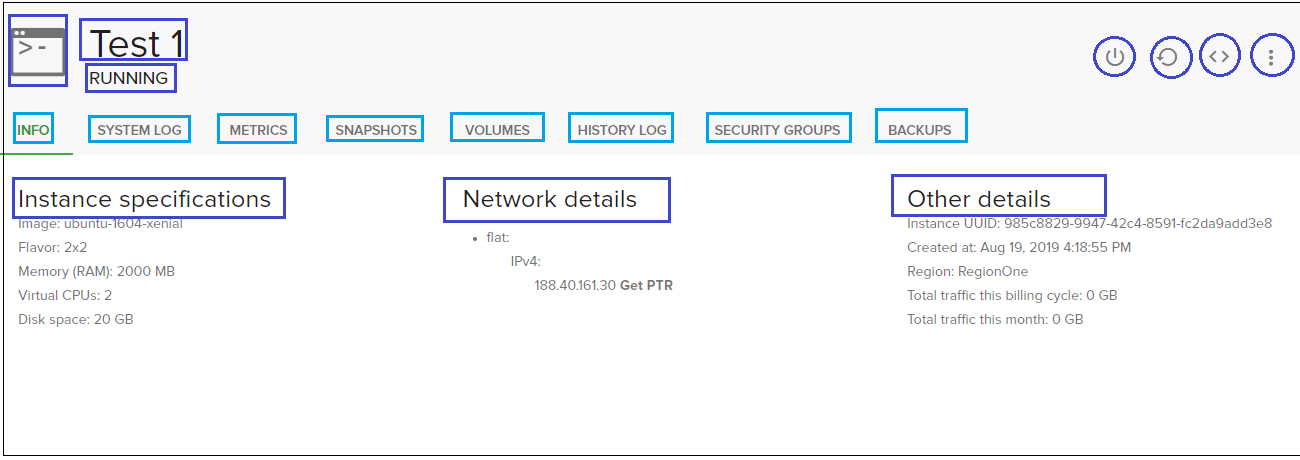 Test 1
RUNNING
INFO SYSTEM LOG METRICS SNAPSHOTS VOLUMES HISTORY LOG SECURITY GROUPS BACKUPS
Instance specifications
Image: ubuntu-1604-xenial
Flavor: 2x2
Memory (RAM): 2000 MB
Virtual CPUs: 2
Disk space: 20 GB
Network details
• flat:
IPv4:
188.40.161.30 Get PTR
Other details
Instance UUID: 985c8829-9947-42c4-8591-fc2da9add3e8
Created at: Aug 19, 2019 4:18:55 PM
Region: RegionOne
Total traffic this billing cycle: 0 GB
Total traffic this month: 0 GB